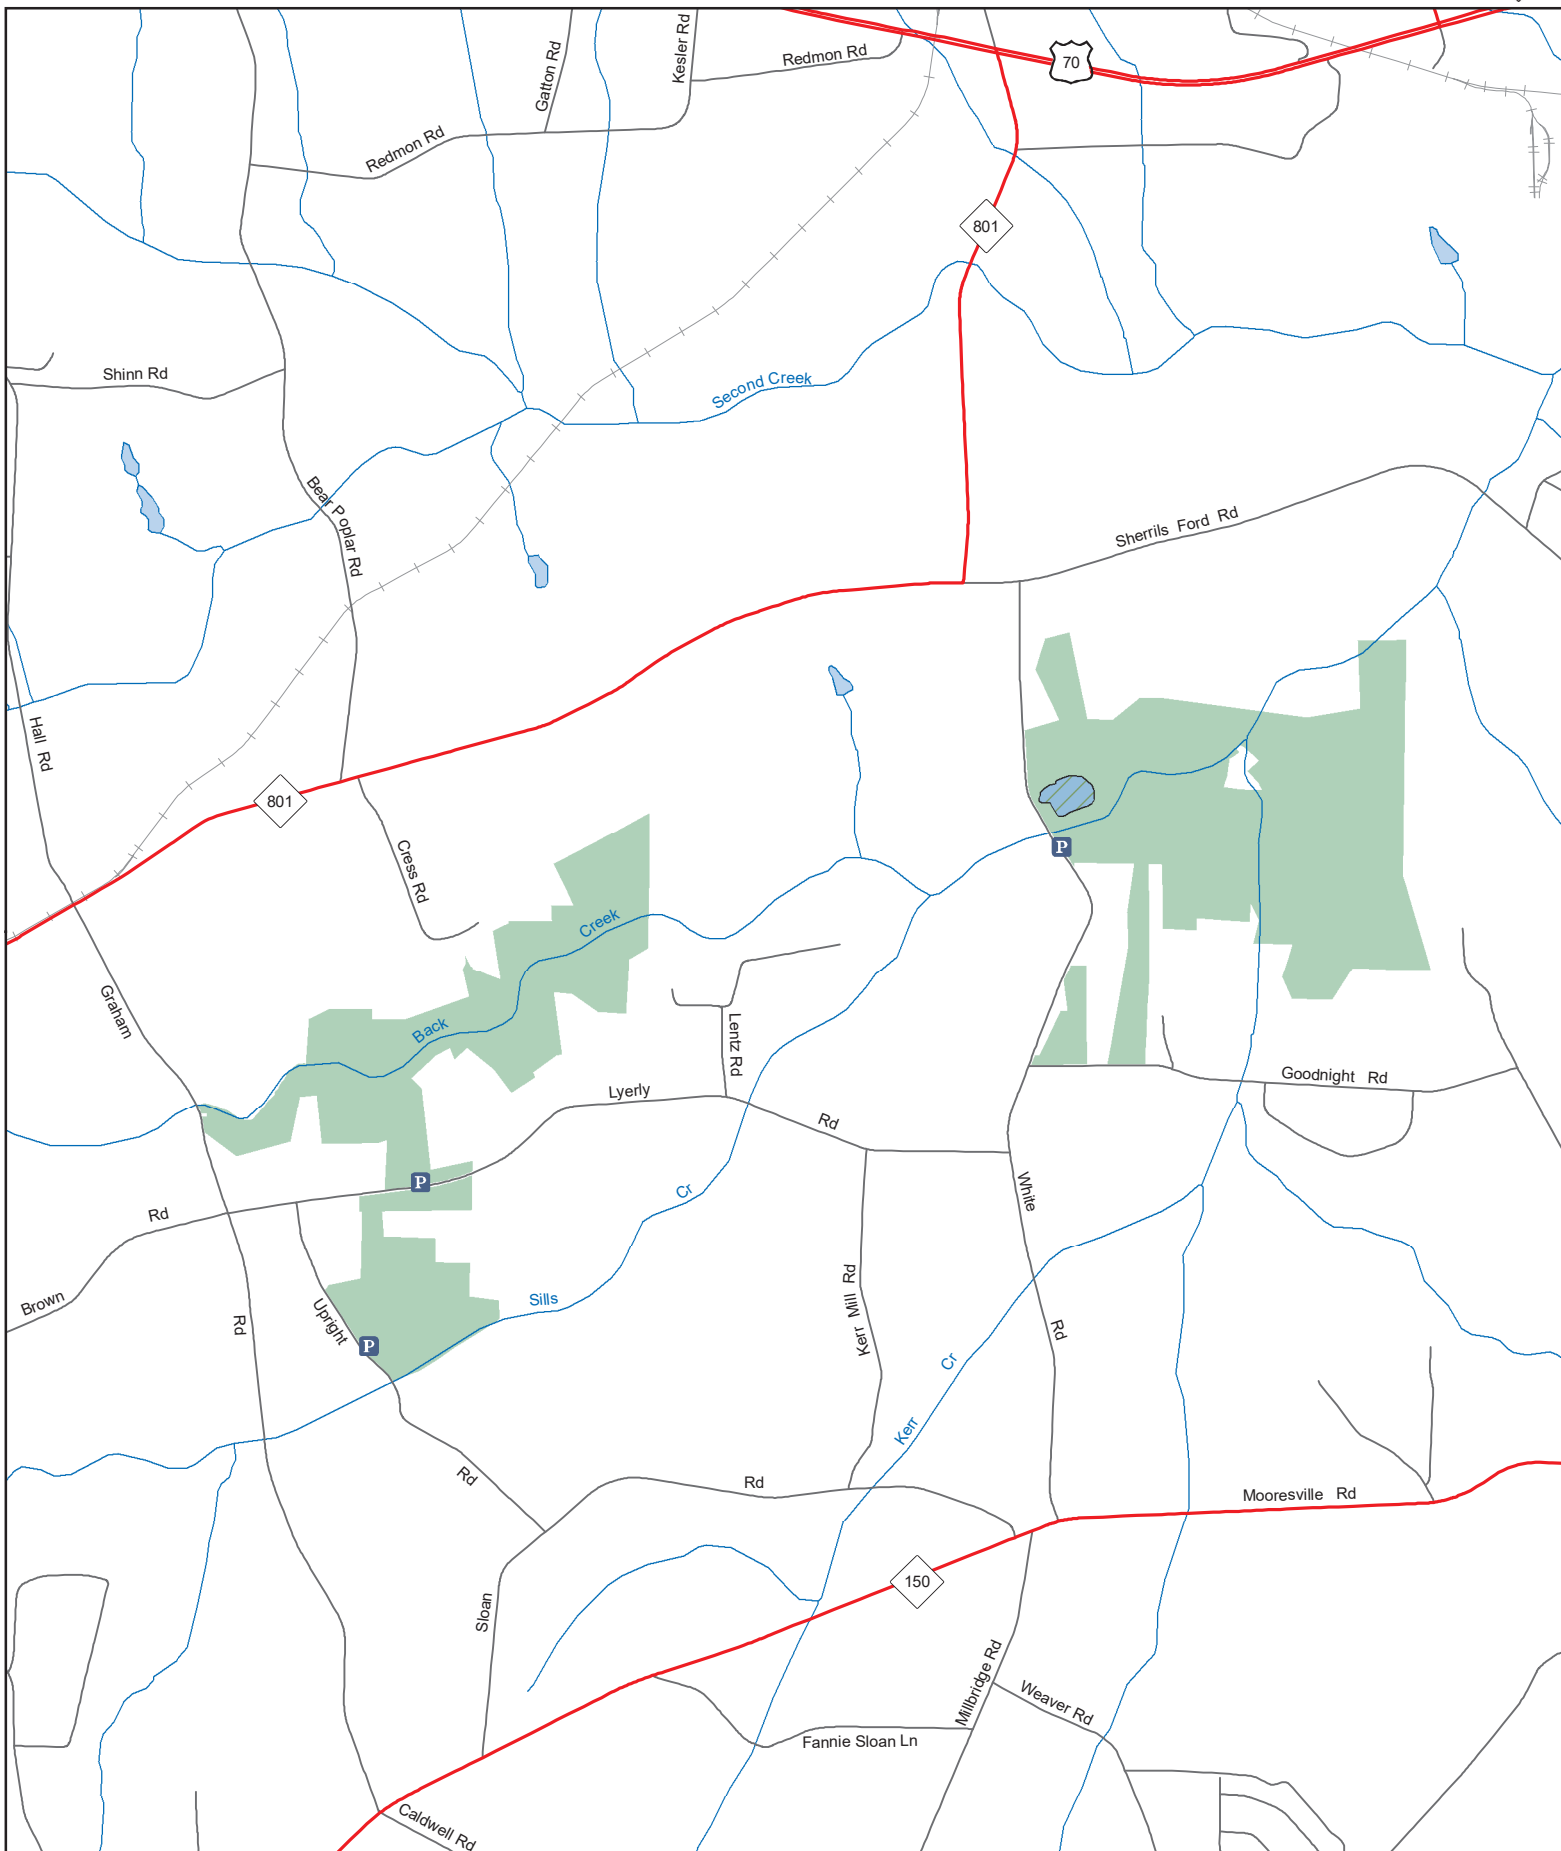 Kesler Rd
Gatton Rd
Redmon Rd
70
Redmon Rd
801
Shinn Rd
Second Creek
Bear Poplar Rd
Sherrils Ford Rd
Hall Rd
801
Cress Rd
P
Creek
Back
Graham
Lentz Rd
Goodnight Rd
Lyerly
Rd
P
White
Cr
Rd
Brown
Kerr Mill Rd
Sills
Upright
Rd
P
Rd
Cr
Kerr
Rd
Rd
Mooresville Rd
150
Sloan
Millbridge Rd
Weaver Rd
Fannie Sloan Ln
Caldwell Rd